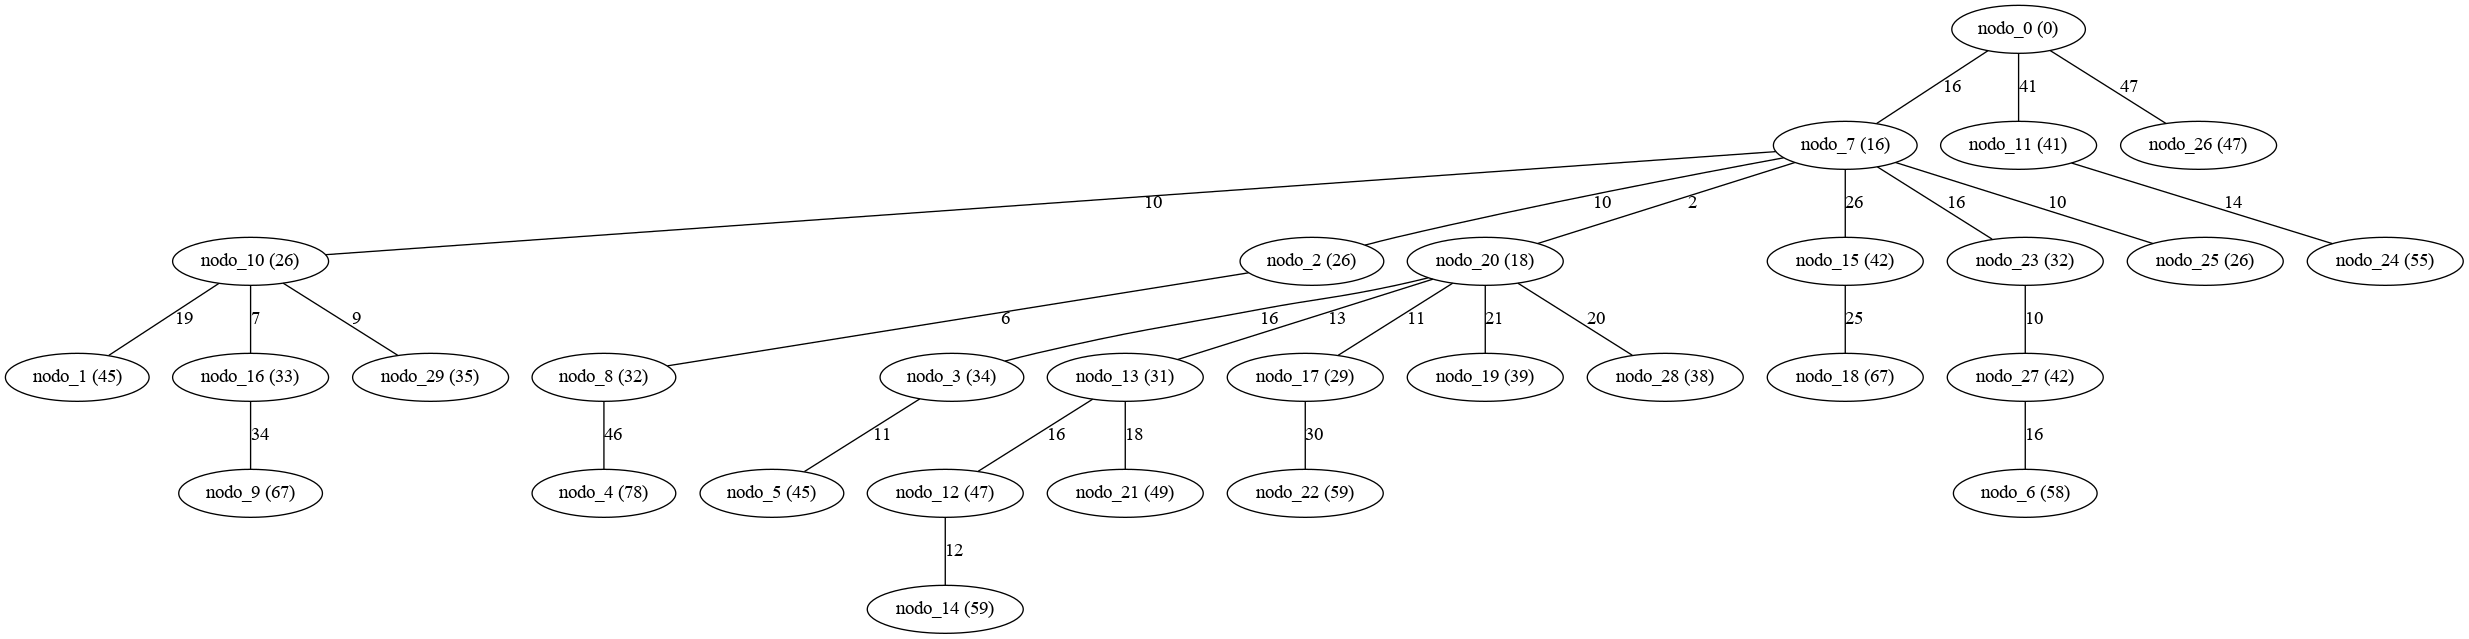 nodo_0 (0)
16
41
47
nodo_7 (16)
nodo_11 (41)
nodo_26 (47)
10
10
2
26
16
10
14
nodo_10 (26)
nodo_2 (26)
nodo_20 (18)
nodo_15 (42)
nodo_23 (32)
nodo_25 (26)
nodo_24 (55)
19
7
9
6
16
13
11
21
20
25
10
nodo_1 (45)
nodo_16 (33)
nodo_29 (35)
nodo_8 (32)
nodo_3 (34)
nodo_13 (31)
nodo_17 (29)
nodo_19 (39)
nodo_28 (38)
nodo_18 (67)
nodo_27 (42)
34
46
11
16
18
30
16
nodo_9 (67)
nodo_4 (78)
nodo_5 (45)
nodo_12 (47)
nodo_21 (49)
nodo_22 (59)
nodo_6 (58)
12
nodo_14 (59)